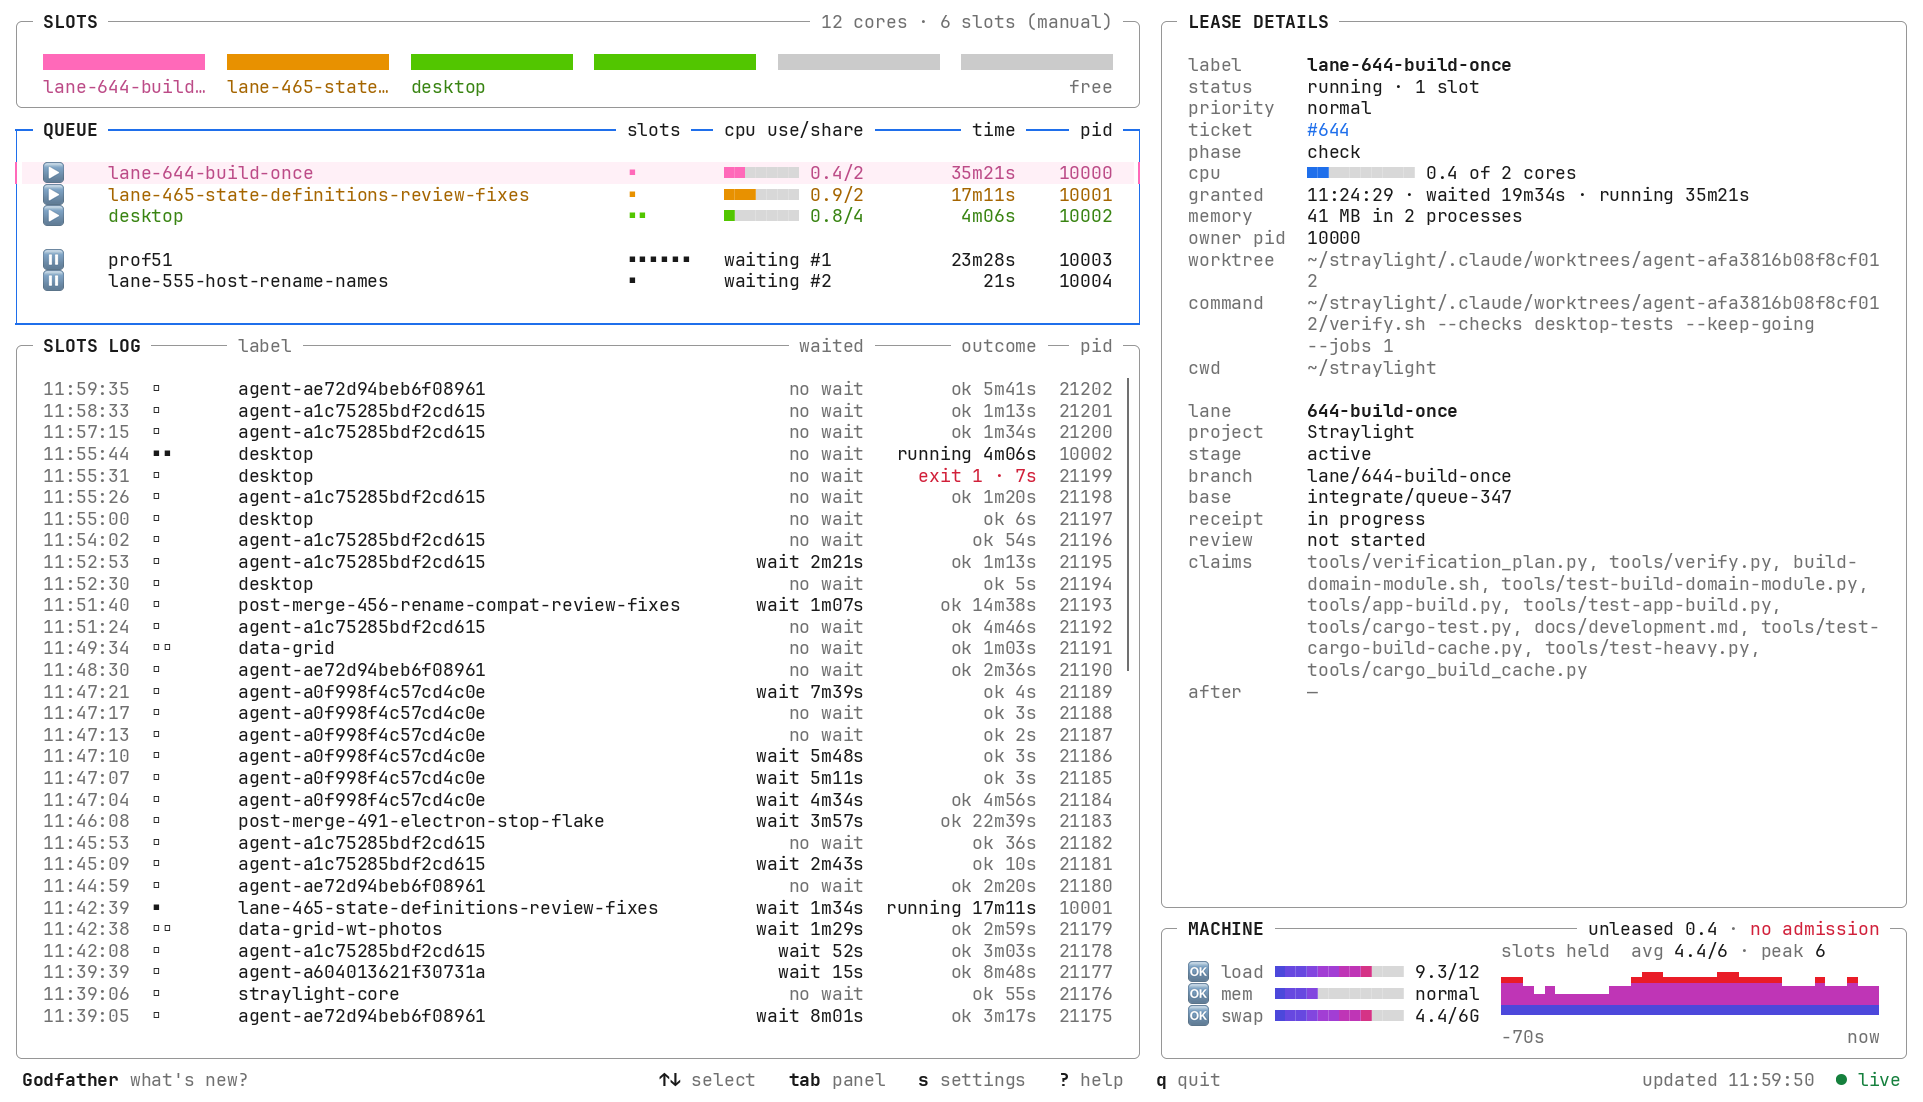 SLOTS 12 cores · 6 slots (manual)
lane-644-build… lane-465-state… desktop free
QUEUE slots cpu use/share time pid
lane-644-build-once 0.4/2 35m21s 10000
lane-465-state-definitions-review-fixes 0.9/2 17m11s 10001
desktop 0.8/4 4m06s 10002
prof51 waiting #1 23m28s 10003
lane-555-host-rename-names waiting #2 21s 10004
SLOTS LOG label waited outcome pid
11:59:35 agent-ae72d94beb6f08961 no wait ok 5m41s 21202
11:58:33 agent-a1c75285bdf2cd615 no wait ok 1m13s 21201
11:57:15 agent-a1c75285bdf2cd615 no wait ok 1m34s 21200
11:55:44 desktop no wait running 4m06s 10002
11:55:31 desktop no wait exit 1 · 7s 21199
11:55:26 agent-a1c75285bdf2cd615 no wait ok 1m20s 21198
11:55:00 desktop no wait ok 6s 21197
11:54:02 agent-a1c75285bdf2cd615 no wait ok 54s 21196
11:52:53 agent-a1c75285bdf2cd615 wait 2m21s ok 1m13s 21195
11:52:30 desktop no wait ok 5s 21194
11:51:40 post-merge-456-rename-compat-review-fixes wait 1m07s ok 14m38s 21193
11:51:24 agent-a1c75285bdf2cd615 no wait ok 4m46s 21192
11:49:34 data-grid no wait ok 1m03s 21191
11:48:30 agent-ae72d94beb6f08961 no wait ok 2m36s 21190
11:47:21 agent-a0f998f4c57cd4c0e wait 7m39s ok 4s 21189
11:47:17 agent-a0f998f4c57cd4c0e no wait ok 3s 21188
11:47:13 agent-a0f998f4c57cd4c0e no wait ok 2s 21187
11:47:10 agent-a0f998f4c57cd4c0e wait 5m48s ok 3s 21186
11:47:07 agent-a0f998f4c57cd4c0e wait 5m11s ok 3s 21185
11:47:04 agent-a0f998f4c57cd4c0e wait 4m34s ok 4m56s 21184
11:46:08 post-merge-491-electron-stop-flake wait 3m57s ok 22m39s 21183
11:45:53 agent-a1c75285bdf2cd615 no wait ok 36s 21182
11:45:09 agent-a1c75285bdf2cd615 wait 2m43s ok 10s 21181
11:44:59 agent-ae72d94beb6f08961 no wait ok 2m20s 21180
11:42:39 lane-465-state-definitions-review-fixes wait 1m34s running 17m11s 10001
11:42:38 data-grid-wt-photos wait 1m29s ok 2m59s 21179
11:42:08 agent-a1c75285bdf2cd615 wait 52s ok 3m03s 21178
11:39:39 agent-a604013621f30731a wait 15s ok 8m48s 21177
11:39:06 straylight-core no wait ok 55s 21176
11:39:05 agent-ae72d94beb6f08961 wait 8m01s ok 3m17s 21175
LEASE DETAILS
label lane-644-build-once
status running · 1 slot
priority normal
ticket #644
phase check
cpu 0.4 of 2 cores
granted 11:24:29 · waited 19m34s · running 35m21s
memory 41 MB in 2 processes
owner pid 10000
worktree ~/straylight/.claude/worktrees/agent-afa3816b08f8cf01
2
command ~/straylight/.claude/worktrees/agent-afa3816b08f8cf01
2/verify.sh --checks desktop-tests --keep-going
--jobs 1
cwd ~/straylight
lane 644-build-once
project Straylight
stage active
branch lane/644-build-once
base integrate/queue-347
receipt in progress
review not started
claims tools/verification_plan.py, tools/verify.py, build-
domain-module.sh, tools/test-build-domain-module.py,
tools/app-build.py, tools/test-app-build.py,
tools/cargo-test.py, docs/development.md, tools/test-
cargo-build-cache.py, tools/test-heavy.py,
tools/cargo_build_cache.py
after —
MACHINE unleased 0.4 · no admission
slots held avg 4.4/6 · peak 6
OK load 9.3/12
OK mem normal
OK swap 4.4/6G
-70s now
Godfather what's new? ↑↓ select tab panel s settings ? help q quit updated 11:59:50 ● live